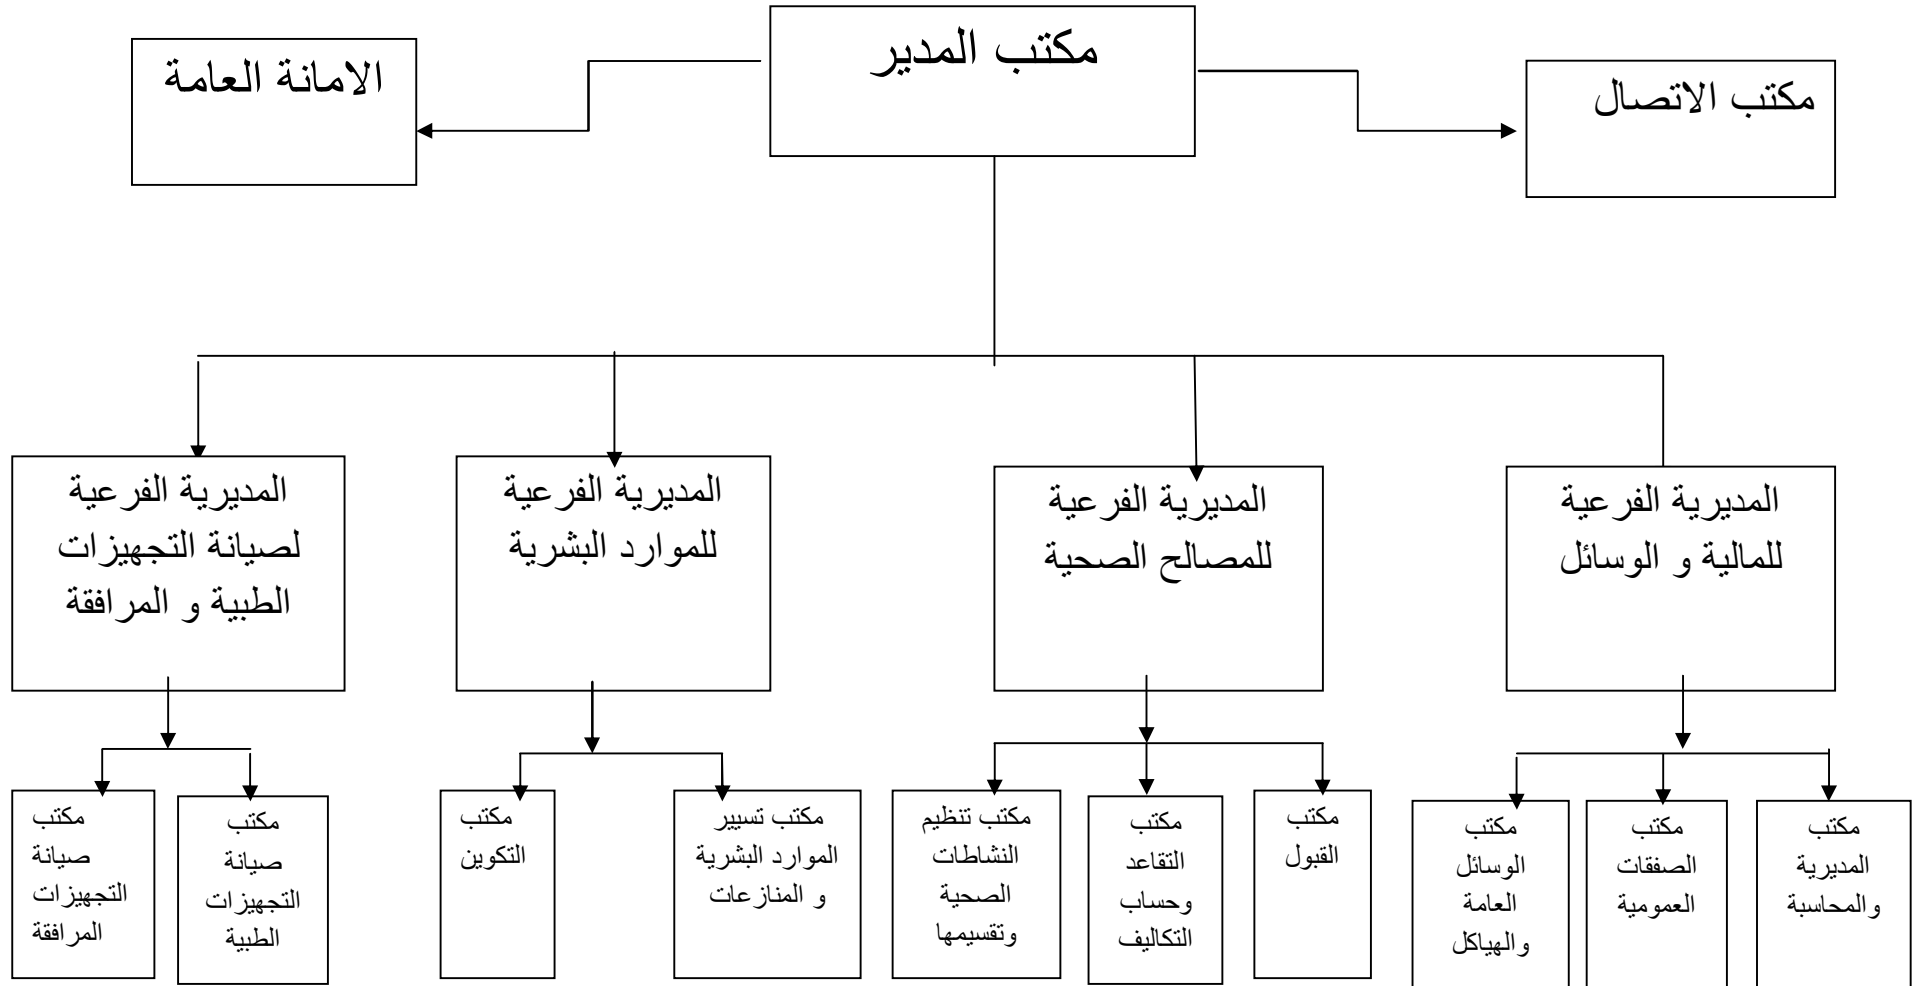 مكتب المدير
مكتب الاتصال
الامانة العامة
المديرية الفرعية
للمالية و الوسائل
المديرية الفرعية
للمصالح الصحية
المديرية الفرعية
للموارد البشرية
المديرية الفرعية
لصيانة التجهيزات
الطبية و المرافقة
مكتب
المديرية
والمحاسبة
مكتب
الصفقات
العمومية
مكتب
الوسائل
العامة
والهياكل
مكتب
القبول
مكتب
التقاعد
وحساب
التكاليف
مكتب تنظيم
النشاطات
الصحية
وتقسيمها
مكتب تسيير
الموارد البشرية
و المنازعات
مكتب
التكوين
مكتب
صيانة
التجهيزات
الطبية
مكتب
صيانة
التجهيزات
المرافقة